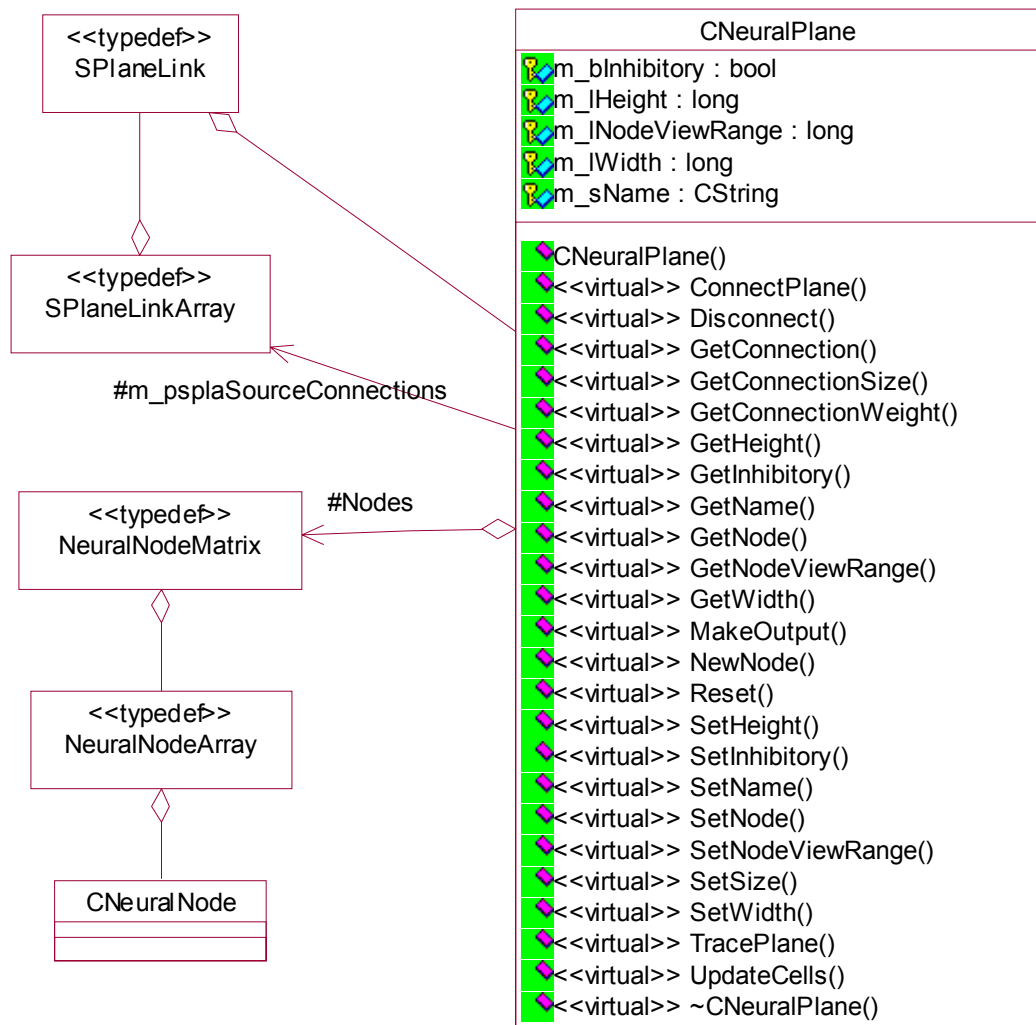 <<typedef>>
SPlaneLink
<<typedef>>
SPlaneLinkArray
#m_psplaSourceConnections
<<typedef>>
NeuralNodeMatrix
#Nodes
<<typedef>>
NeuralNodeArray
CNeuralNode
CNeuralPlane
m_bInhibitory : bool
m_lHeight : long
m_lNodeViewRange : long
m_lWidth : long
m_sName : CString
CNeuralPlane()
<<virtual>> ConnectPlane()
<<virtual>> Disconnect()
<<virtual>> GetConnection()
<<virtual>> GetConnectionSize()
<<virtual>> GetConnectionWeight()
<<virtual>> GetHeight()
<<virtual>> GetInhibitory()
<<virtual>> GetName()
<<virtual>> GetNode()
<<virtual>> GetNodeViewRange()
<<virtual>> GetWidth()
<<virtual>> MakeOutput()
<<virtual>> NewNode()
<<virtual>> Reset()
<<virtual>> SetHeight()
<<virtual>> SetInhibitory()
<<virtual>> SetName()
<<virtual>> SetNode()
<<virtual>> SetNodeViewRange()
<<virtual>> SetSize()
<<virtual>> SetWidth()
<<virtual>> TracePlane()
<<virtual>> UpdateCells()
<<virtual>> ~CNeuralPlane()